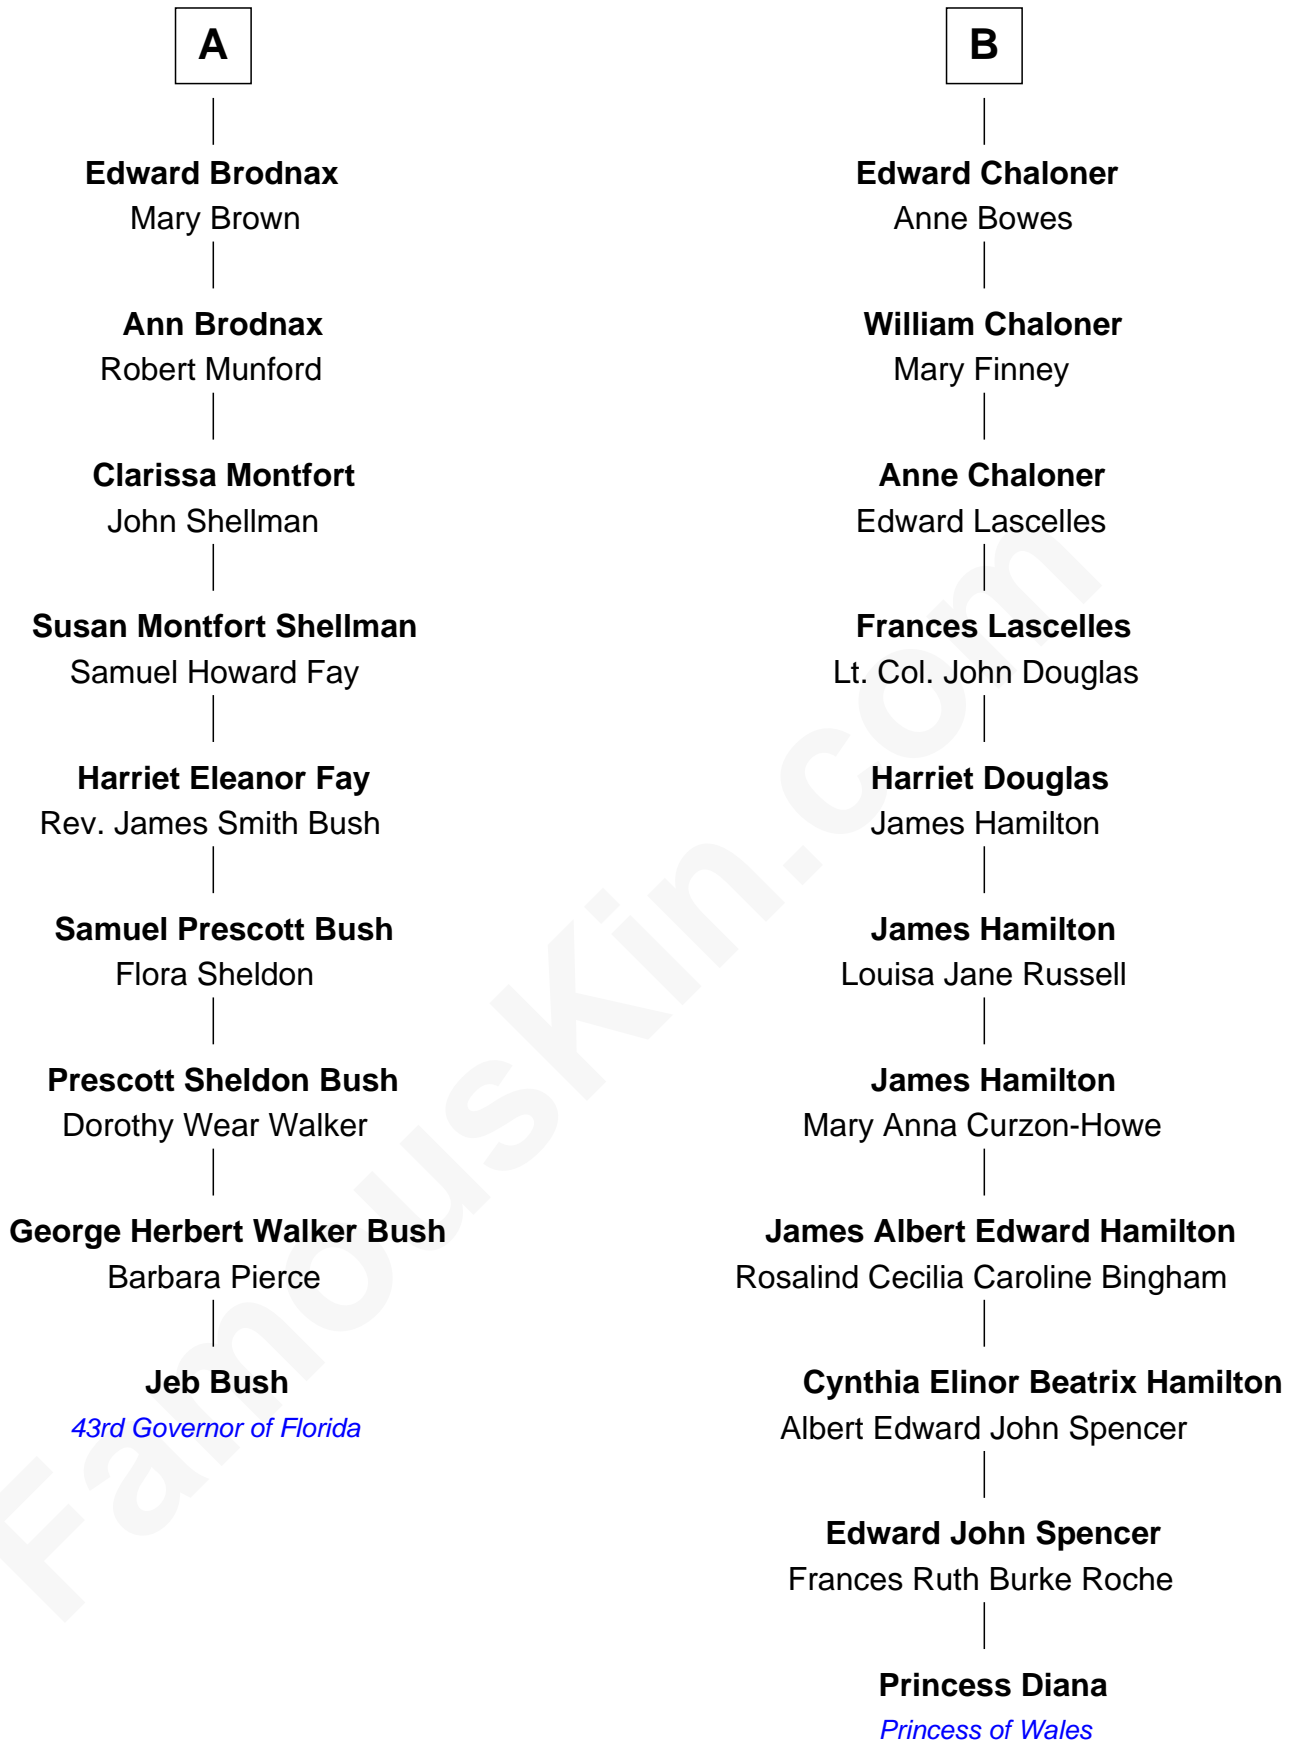 A
Edward Brodnax
Mary Brown
Ann Brodnax
Robert Munford
Clarissa Montfort
John Shellman
Susan Montfort Shellman
Samuel Howard Fay
Harriet Eleanor Fay
Rev. James Smith Bush
Samuel Prescott Bush
Flora Sheldon
Prescott Sheldon Bush
Dorothy Wear Walker
George Herbert Walker Bush
Barbara Pierce
Jeb Bush
43rd Governor of Florida
B
Edward Chaloner
Anne Bowes
William Chaloner
Mary Finney
Anne Chaloner
Edward Lascelles
Frances Lascelles
Lt. Col. John Douglas
Harriet Douglas
James Hamilton
James Hamilton
Louisa Jane Russell
James Hamilton
Mary Anna Curzon-Howe
James Albert Edward Hamilton
Rosalind Cecilia Caroline Bingham
Cynthia Elinor Beatrix Hamilton
Albert Edward John Spencer
Edward John Spencer
Frances Ruth Burke Roche
Princess Diana
Princess of Wales
FamousKin.com